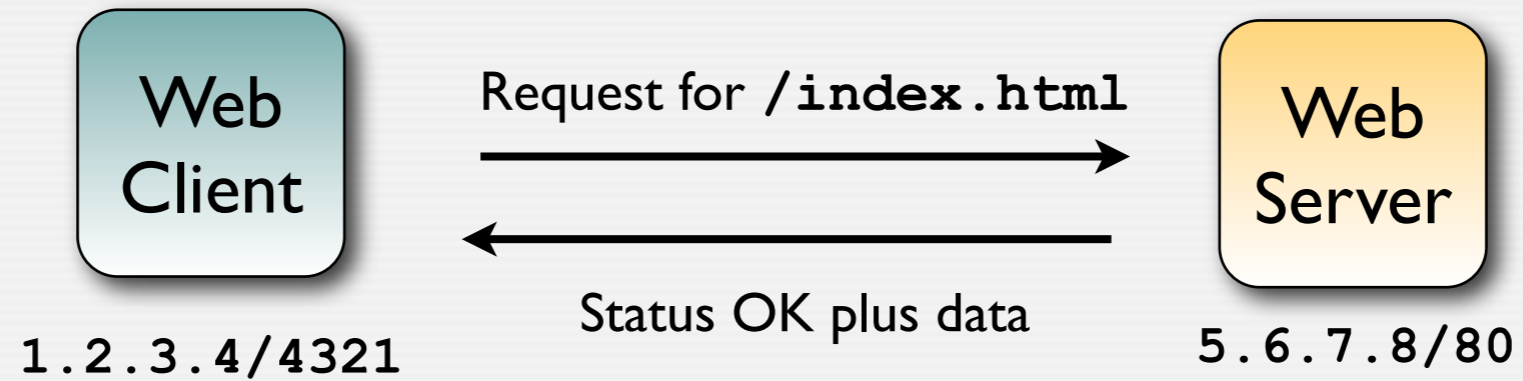 Web
Client
1.2.3.4/4321
Request for /index.html
Status OK plus data
Web
Server
5.6.7.8/80